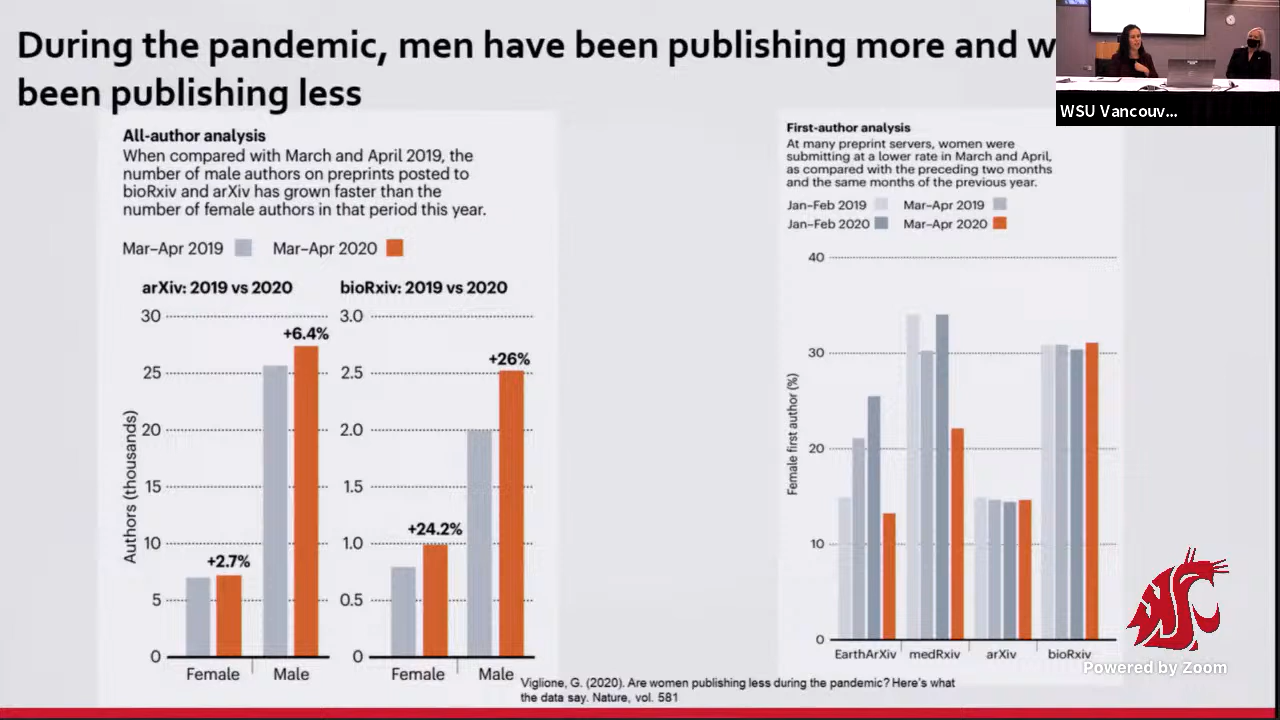 During the pandemic, men have been publishing more and w
been publishing less
WSU Vancouv...
All-author analysis
When compared with March and April 2019, the
number of male authors on preprints posted to
bioRxiv and arXiv has grown faster than the
number of female authors in that period this year.
Mar–Apr 2019 Mar–Apr 2020
arXiv: 2019 vs 2020 bioRxiv: 2019 vs 2020
Authors (thousands)
30
25
20
15
10
5
0
+2.7%
+6.4%
Female Male
3.0
2.5
2.0
1.5
1.0
0.5
0
+24.2%
+26%
Female Male
First-author analysis
At many preprint servers, women were
submitting at a lower rate in March and April,
as compared with the preceding two months
and the same months of the previous year.
Jan–Feb 2019 Mar–Apr 2019
Jan–Feb 2020 Mar–Apr 2020
Female first author (%)
40
30
20
10
0
EarthArXiv medRxiv arXiv bioRxiv
Viglione, G. (2020). Are women publishing less during the pandemic? Here's what
the data say. Nature, vol. 581
Powered by Zoom